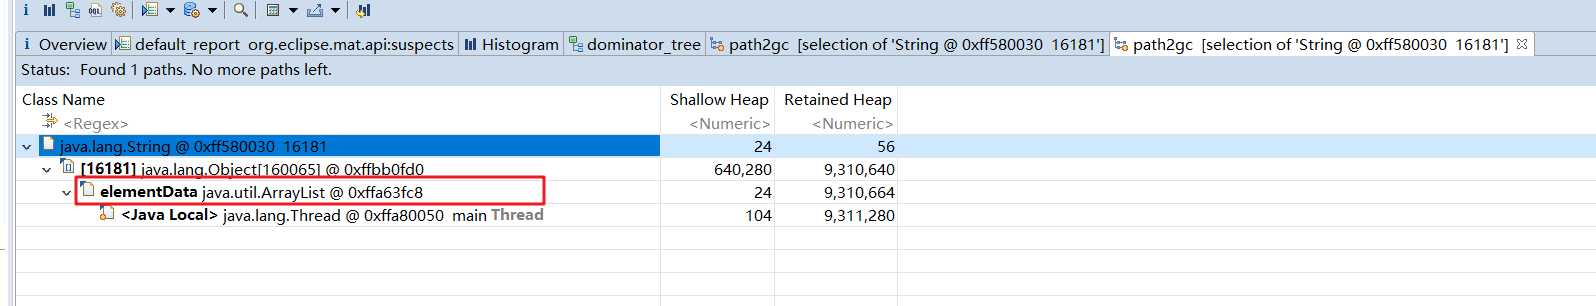 Overview default_report org.eclipse.mat.api:suspects Histogram dominator_tree path2gc [selection of 'String @ 0xff580030 16181'] path2gc [selection of 'String @ 0xff580030 16181']
Status: Found 1 paths. No more paths left.
Class Name Shallow Heap Retained Heap
<Regex> <Numeric> <Numeric>
java.lang.String @ 0xff580030 16181 24 56
[16181] java.lang.Object[160065] @ 0xffbb0fd0 640,280 9,310,640
elementData java.util.ArrayList @ 0xffa63fc8 24 9,310,664
<Java Local> java.lang.Thread @ 0xffa80050 main Thread 104 9,311,280